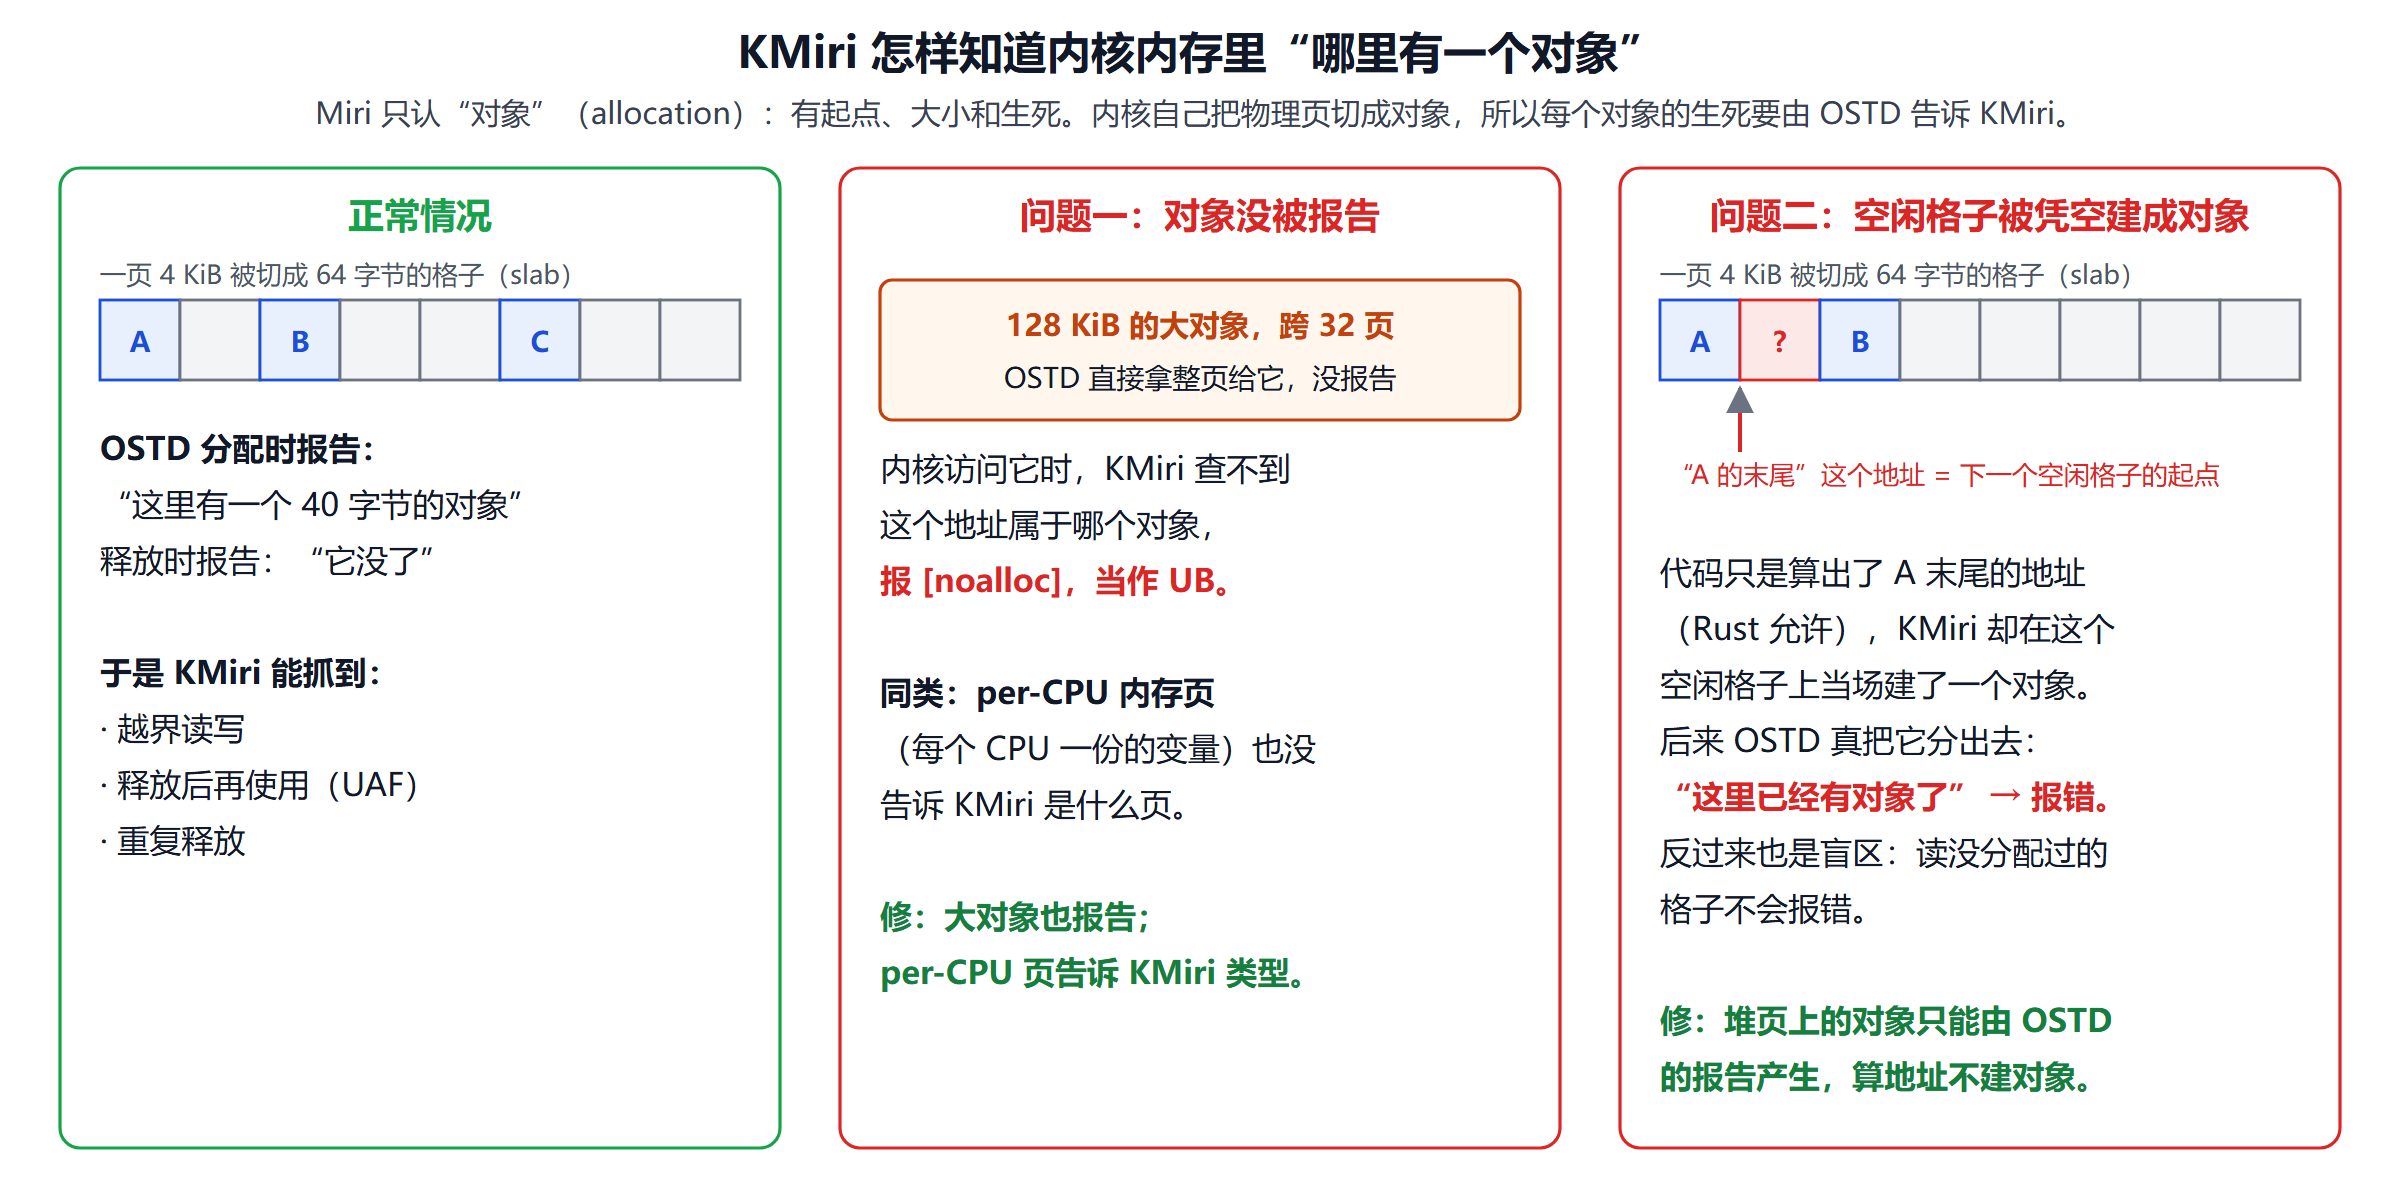 KMiri 怎样知道内核内存里“哪里有一个对象”
Miri 只认“对象”（allocation）：有起点、大小和生死。内核自己把物理页切成对象，所以每个对象的生死要由 OSTD 告诉 KMiri。
正常情况
一页 4 KiB 被切成 64 字节的格子（slab）
A
B
C
OSTD 分配时报告：
“这里有一个 40 字节的对象”
释放时报告：“它没了”
于是 KMiri 能抓到：
· 越界读写
· 释放后再使用（UAF）
· 重复释放
问题一：对象没被报告
128 KiB 的大对象，跨 32 页
OSTD 直接拿整页给它，没报告
内核访问它时，KMiri 查不到
这个地址属于哪个对象，
报 [noalloc]，当作 UB。
同类：per-CPU 内存页
（每个 CPU 一份的变量）也没
告诉 KMiri 是什么页。
修：大对象也报告；
per-CPU 页告诉 KMiri 类型。
问题二：空闲格子被凭空建成对象
一页 4 KiB 被切成 64 字节的格子（slab）
A
?
B
“A 的末尾”这个地址 = 下一个空闲格子的起点
代码只是算出了 A 末尾的地址
（Rust 允许），KMiri 却在这个
空闲格子上当场建了一个对象。
后来 OSTD 真把它分出去：
“这里已经有对象了” → 报错。
反过来也是盲区：读没分配过的
格子不会报错。
修：堆页上的对象只能由 OSTD
的报告产生，算地址不建对象。